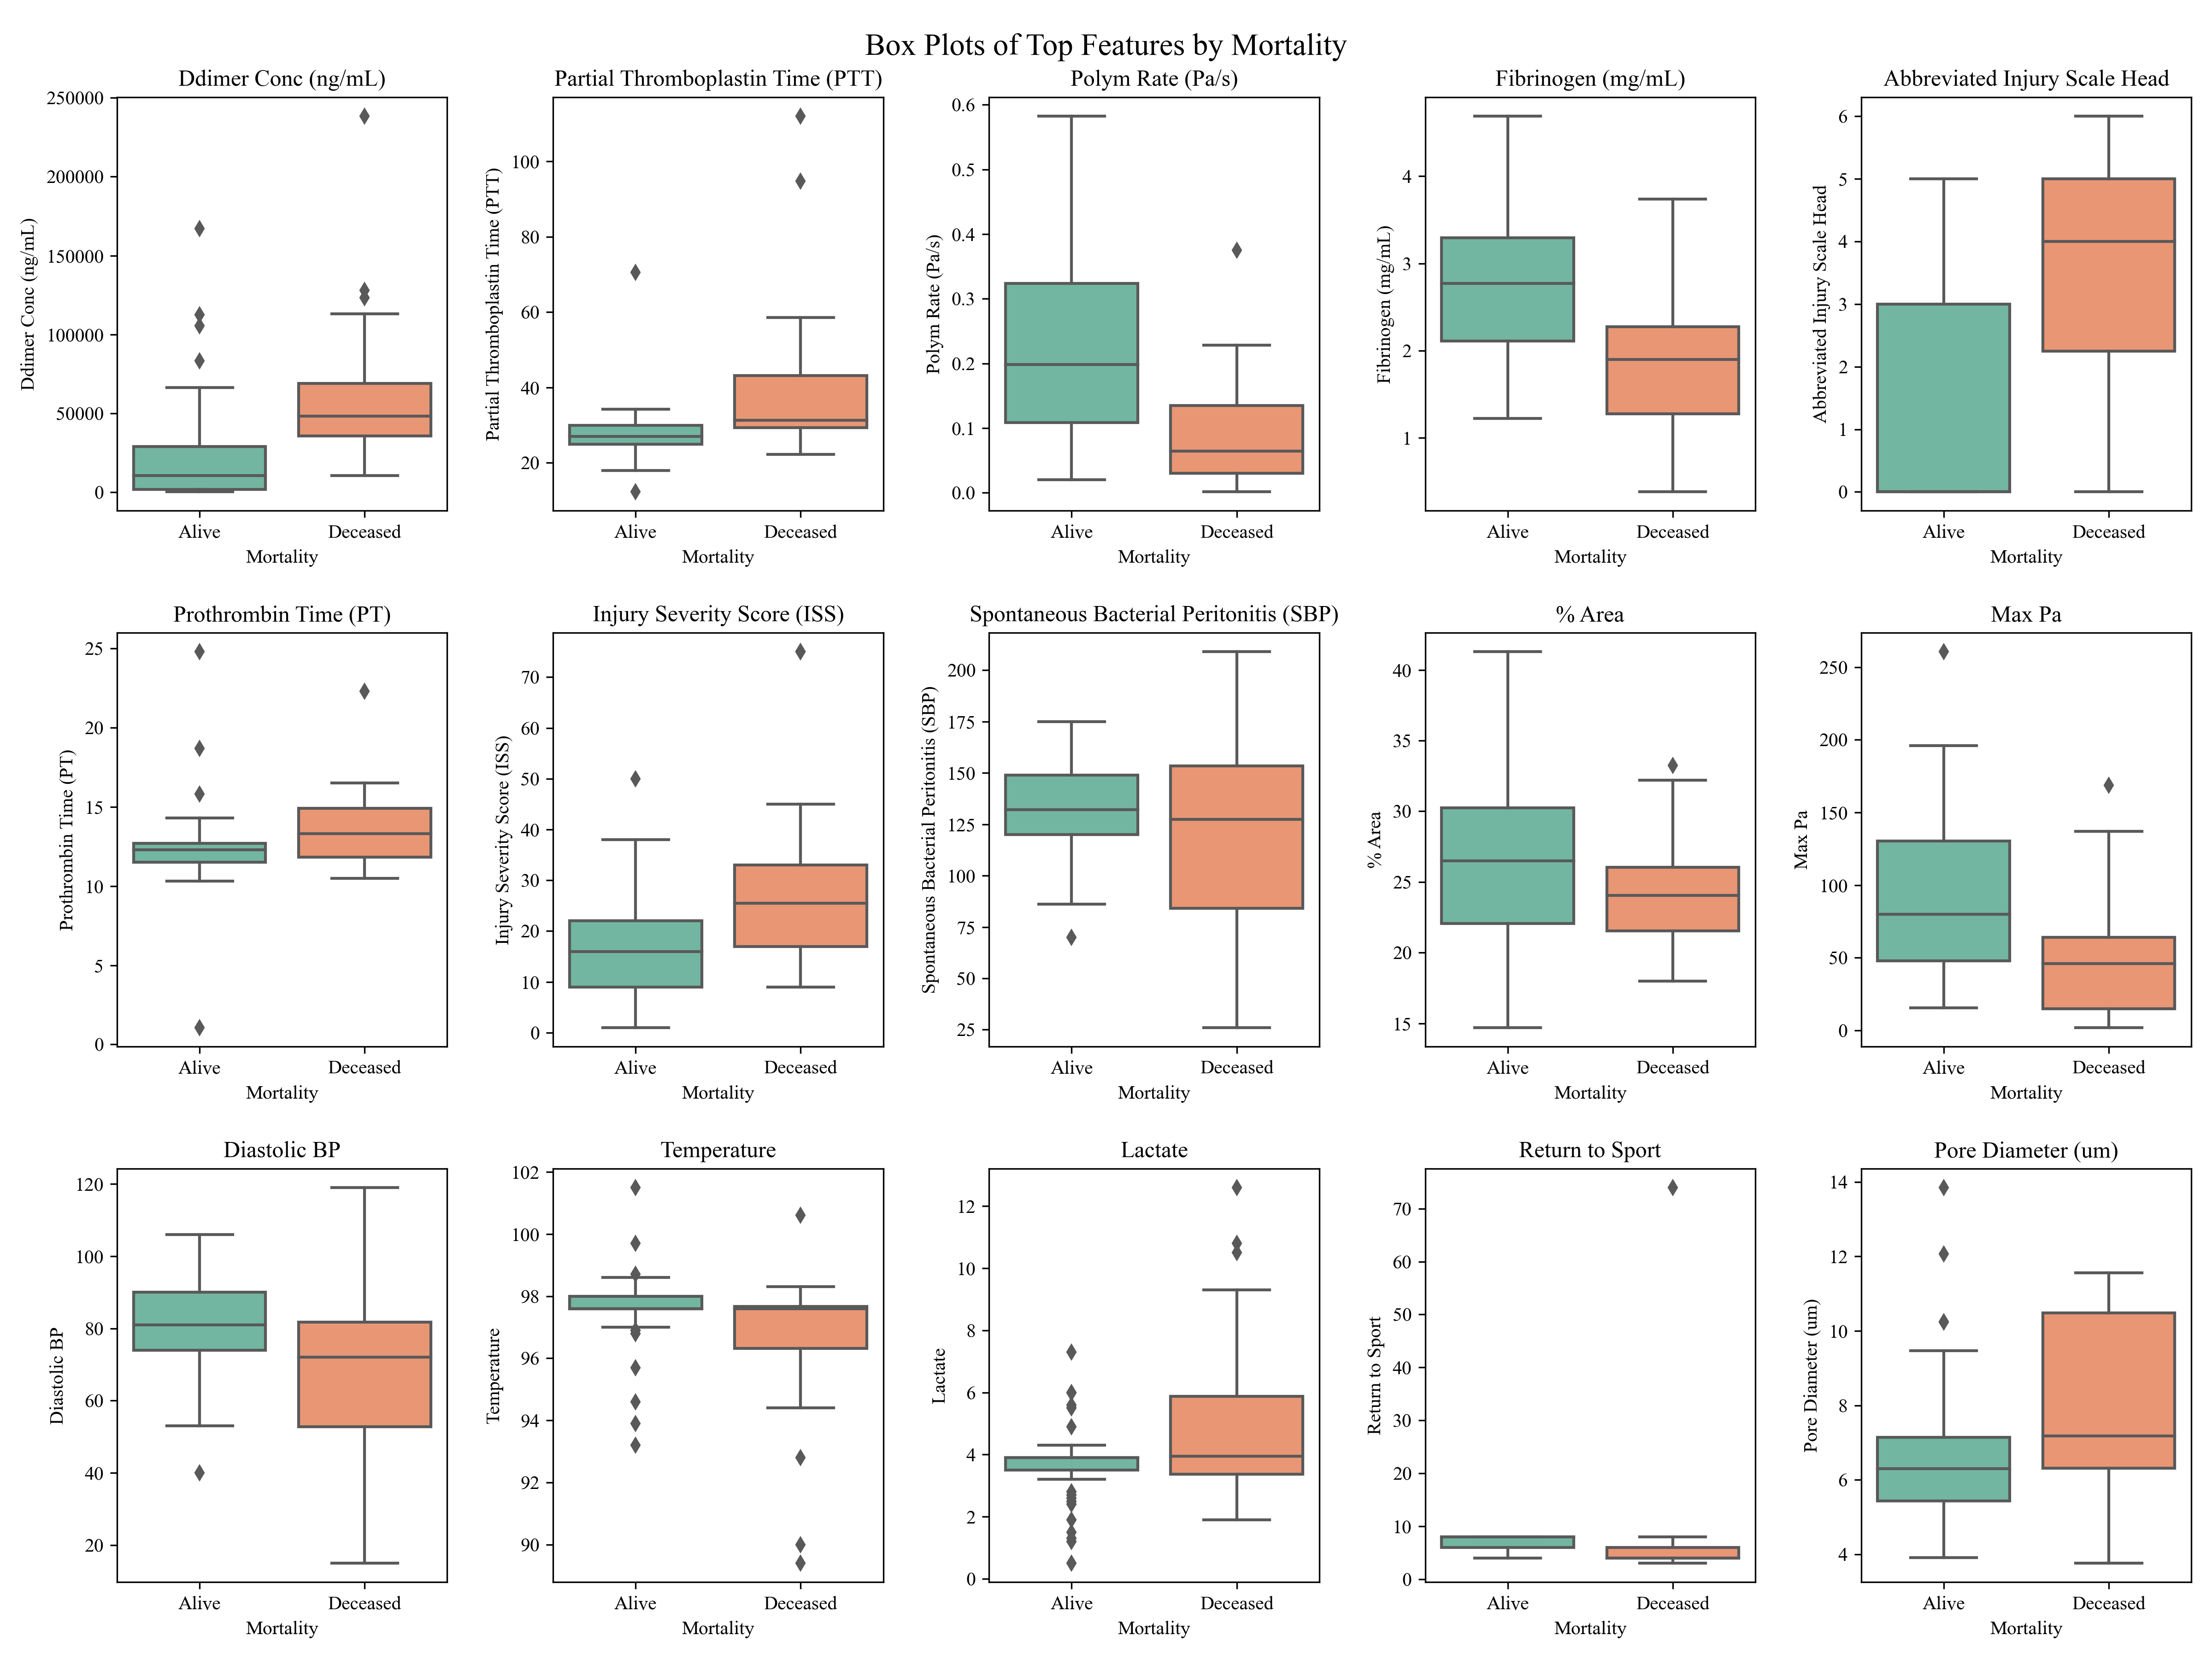 Box Plots of Top Features by Mortality
Ddimer Conc (ng/mL)
Ddimer Conc (ng/mL)
250000
200000
150000
100000
50000
0
Alive Deceased
Mortality
Partial Thromboplastin Time (PTT)
Partial Thromboplastin Time (PTT)
100
80
60
40
20
Alive Deceased
Mortality
Polym Rate (Pa/s)
Polym Rate (Pa/s)
0.6
0.5
0.4
0.3
0.2
0.1
0.0
Alive Deceased
Mortality
Fibrinogen (mg/mL)
Fibrinogen (mg/mL)
4
3
2
1
Alive Deceased
Mortality
Abbreviated Injury Scale Head
Abbreviated Injury Scale Head
6
5
4
3
2
1
0
Alive Deceased
Mortality
Prothrombin Time (PT)
Prothrombin Time (PT)
25
20
15
10
5
0
Alive Deceased
Mortality
Injury Severity Score (ISS)
Injury Severity Score (ISS)
70
60
50
40
30
20
10
0
Alive Deceased
Mortality
Spontaneous Bacterial Peritonitis (SBP)
Spontaneous Bacterial Peritonitis (SBP)
200
175
150
125
100
75
50
25
Alive Deceased
Mortality
% Area
% Area
40
35
30
25
20
15
Alive Deceased
Mortality
Max Pa
Max Pa
250
200
150
100
50
0
Alive Deceased
Mortality
Diastolic BP
Diastolic BP
120
100
80
60
40
20
Alive Deceased
Mortality
Temperature
Temperature
102
100
98
96
94
92
90
Alive Deceased
Mortality
Lactate
Lactate
12
10
8
6
4
2
0
Alive Deceased
Mortality
Return to Sport
Return to Sport
70
60
50
40
30
20
10
0
Alive Deceased
Mortality
Pore Diameter (um)
Pore Diameter (um)
14
12
10
8
6
4
Alive Deceased
Mortality